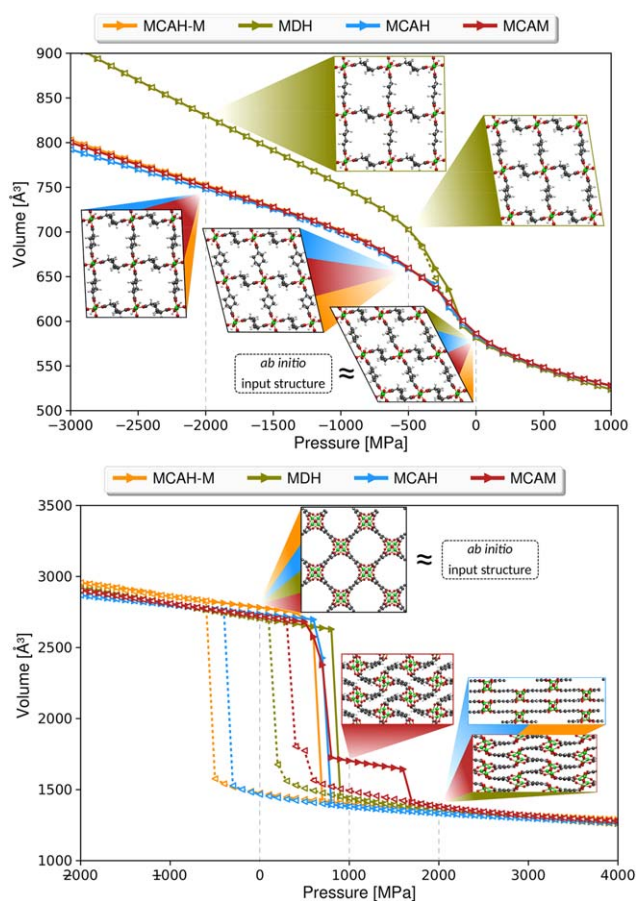 MCAH-M MDH MCAH MCAM
900
850
800
750
700
650
600
550
500
Volume [Å³]
ab initio
input structure
≈
−3000 −2500 −2000 −1500 −1000 −500 0 500 1000
Pressure [MPa]
MCAH-M MDH MCAH MCAM
3500
3000
2500
2000
1500
1000
Volume [Å³]
≈
ab initio
input structure
−2000 −1000 0 1000 2000 3000 4000
Pressure [MPa]